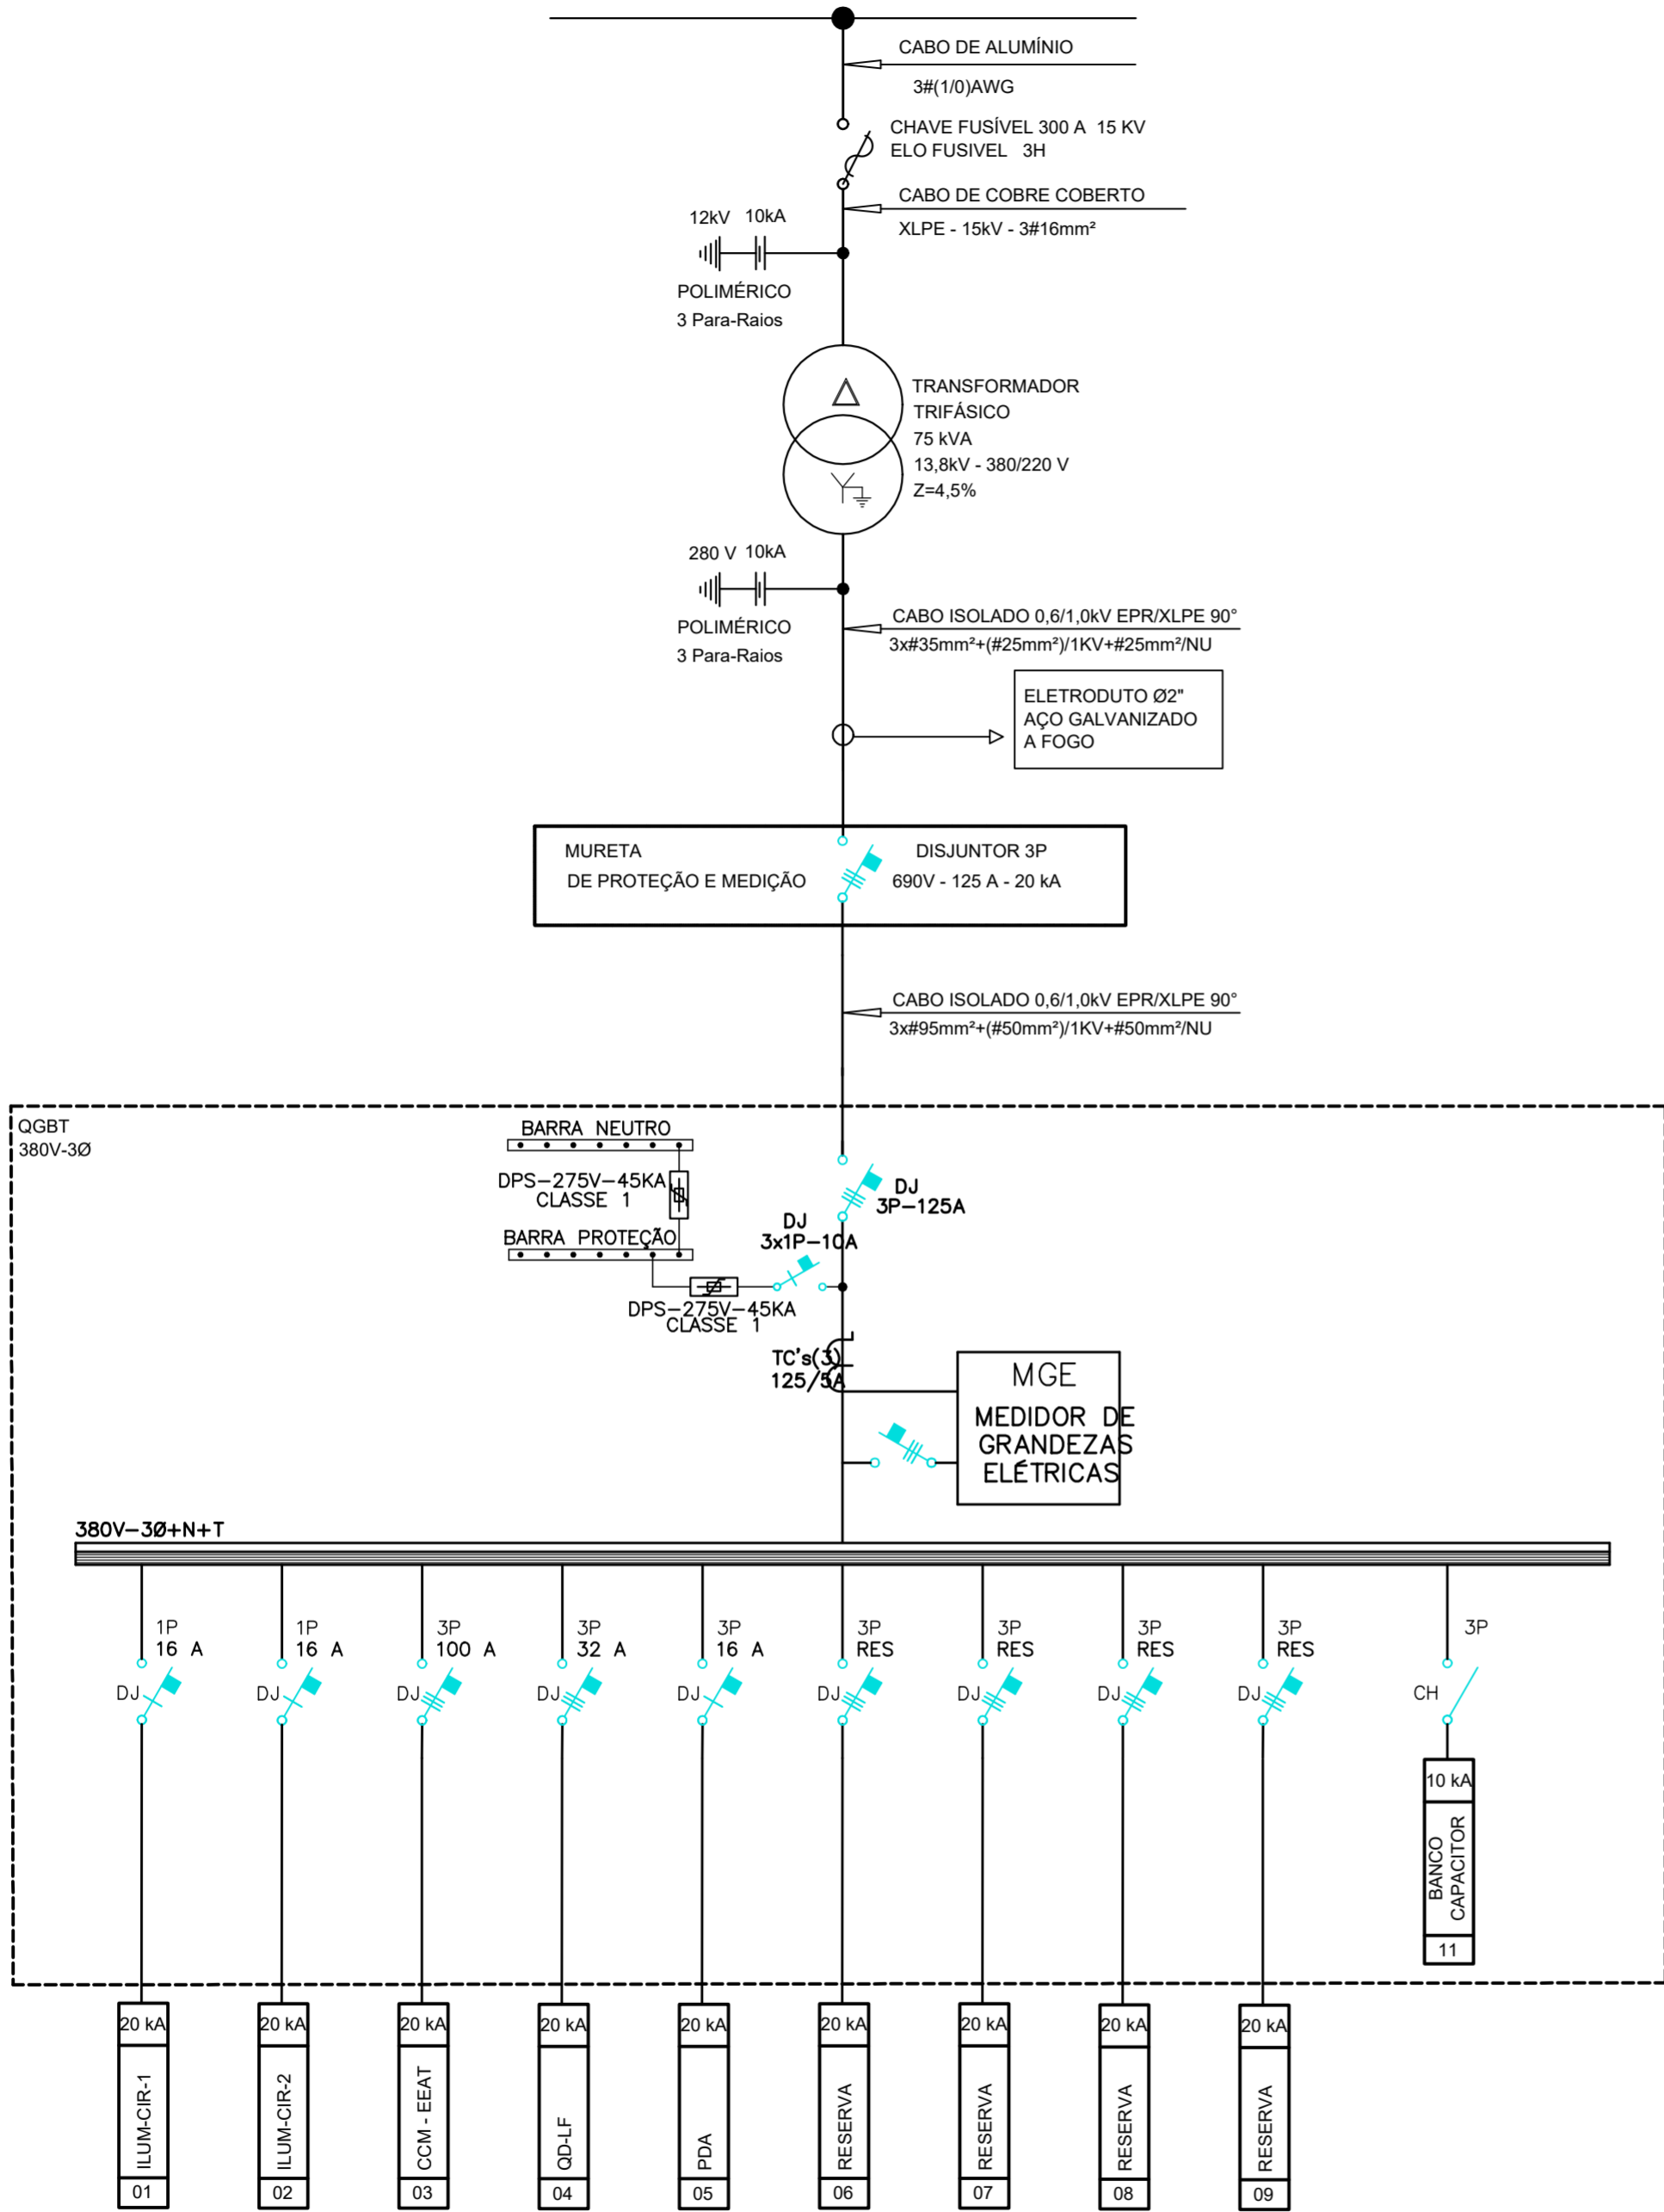 CABO DE ALUMÍNIO
3#(1/0)AWG
CHAVE FUSÍVEL 300 A 15 KV
ELO FUSIVEL 3H
CABO DE COBRE COBERTO
XLPE - 15kV - 3#16mm²
12kV 10kA
POLIMÉRICO
3 Para-Raios
TRANSFORMADOR
TRIFÁSICO
75 kVA
13,8kV - 380/220 V
Z=4,5%
280 V 10kA
POLIMÉRICO
3 Para-Raios
CABO ISOLADO 0,6/1,0kV EPR/XLPE 90°
3x#35mm²+(#25mm²)/1KV+#25mm²/NU
ELETRODUTO Ø2"
AÇO GALVANIZADO
A FOGO
MURETA
DE PROTEÇÃO E MEDIÇÃO
DISJUNTOR 3P
690V - 125 A - 20 kA
CABO ISOLADO 0,6/1,0kV EPR/XLPE 90°
3x#95mm²+(#50mm²)/1KV+#50mm²/NU
QGBT
380V-3Ø
BARRA NEUTRO
DPS-275V-45KA
CLASSE 1
BARRA PROTEÇÃO
DJ
3P-125A
DJ
3x1P-10A
DPS-275V-45KA
CLASSE 1
TC's(3)
125/5A
MGE
MEDIDOR DE
GRANDEZAS
ELÉTRICAS
380V-3Ø+N+T
1P
16 A
DJ
1P
16 A
DJ
3P
100 A
DJ
3P
32 A
DJ
3P
16 A
DJ
3P
RES
DJ
3P
RES
DJ
3P
RES
DJ
3P
RES
DJ
3P
CH
10 kA
BANCO
CAPACITOR
11
20 kA
ILUM-CIR-1
01
20 kA
ILUM-CIR-2
02
20 kA
CCM - EEAT
03
20 kA
QD-LF
04
20 kA
PDA
05
20 kA
RESERVA
06
20 kA
RESERVA
07
20 kA
RESERVA
08
20 kA
RESERVA
09